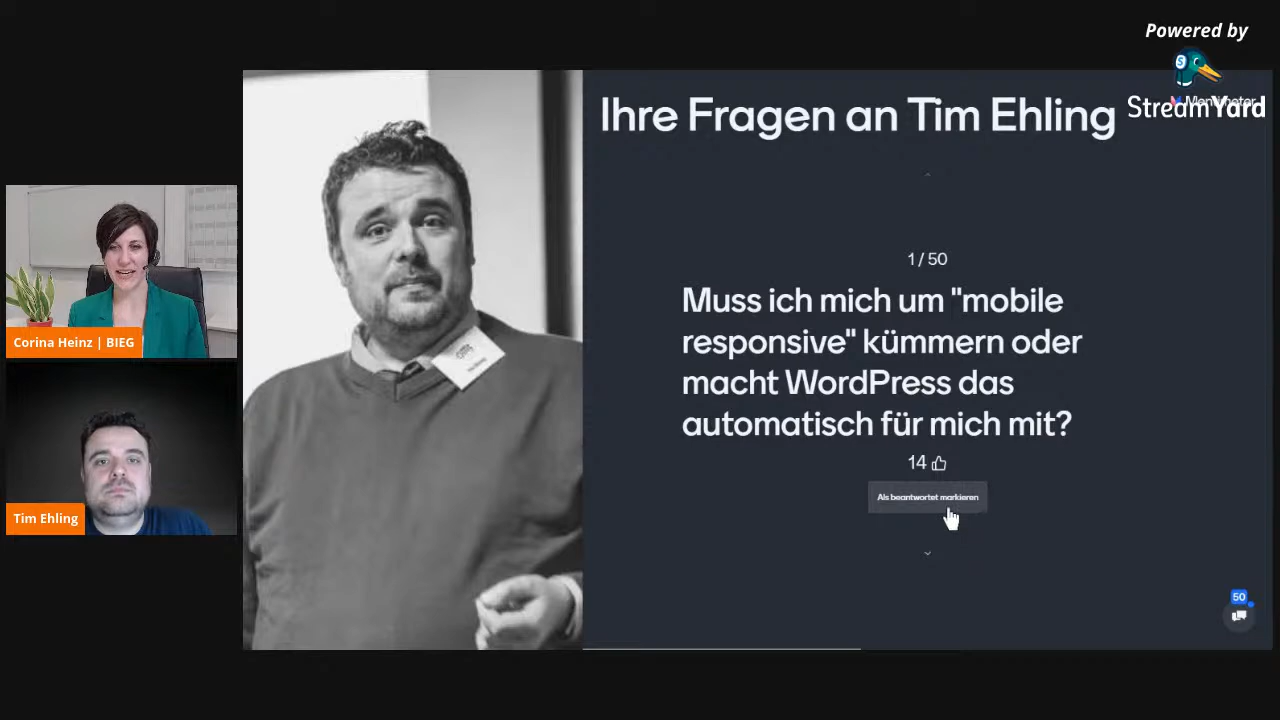 Powered by
StreamYard
Ihre Fragen an Tim Ehling
1 / 50
Muss ich mich um "mobile
responsive" kümmern oder
macht WordPress das
automatisch für mich mit?
14
Als beantwortet markieren
50
Corina Heinz | BIEG
Tim Ehling